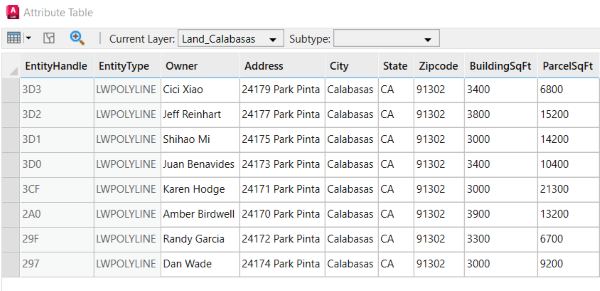 Attribute Table
Current Layer: Land_Calabasas Subtype:
EntityHandle EntityType Owner Address City State Zipcode BuildingSqFt ParcelSqFt
3D3 LWPOLYLINE Cici Xiao 24179 Park Pinta Calabasas CA 91302 3400 6800
3D2 LWPOLYLINE Jeff Reinhart 24177 Park Pinta Calabasas CA 91302 3800 15200
3D1 LWPOLYLINE Shihao Mi 24175 Park Pinta Calabasas CA 91302 3000 14200
3D0 LWPOLYLINE Juan Benavides 24173 Park Pinta Calabasas CA 91302 3400 10400
3CF LWPOLYLINE Karen Hodge 24171 Park Pinta Calabasas CA 91302 3000 21300
2A0 LWPOLYLINE Amber Birdwell 24170 Park Pinta Calabasas CA 91302 3900 13200
29F LWPOLYLINE Randy Garcia 24172 Park Pinta Calabasas CA 91302 3300 6700
297 LWPOLYLINE Dan Wade 24174 Park Pinta Calabasas CA 91302 3000 9200